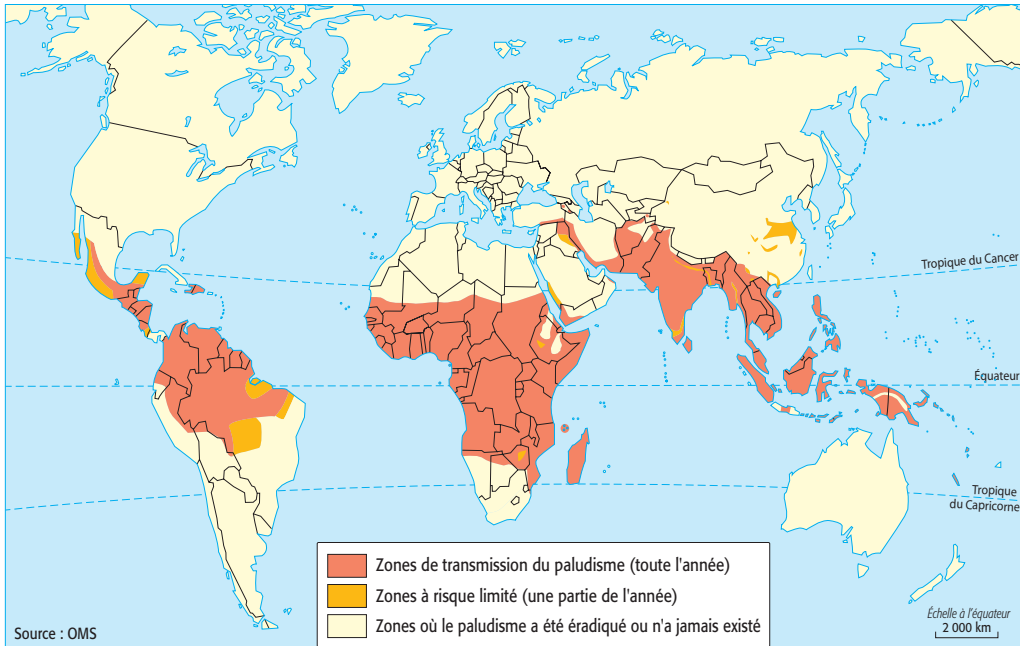 Tropique du Cancer
Équateur
Tropique
du Capricorne
Zones de transmission du paludisme (toute l'année)
Zones à risque limité (une partie de l'année)
Zones où le paludisme a été éradiqué ou n'a jamais existé
Source : OMS
Échelle à l'équateur
2 000 km